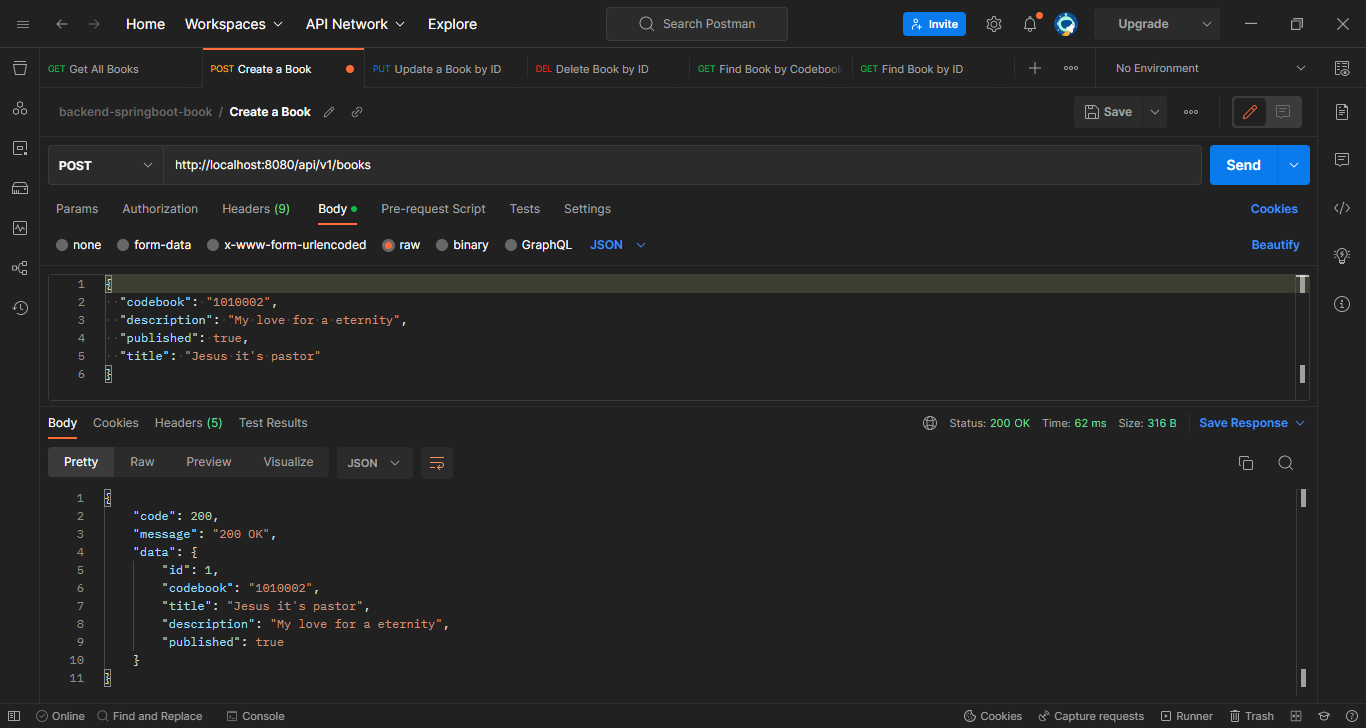 Home Workspaces API Network Explore Search Postman Invite Upgrade
GET Get All Books POST Create a Book PUT Update a Book by ID DEL Delete Book by ID GET Find Book by Codebook GET Find Book by ID No Environment
backend-springboot-book / Create a Book Save
POST http://localhost:8080/api/v1/books Send
Params Authorization Headers (9) Body Pre-request Script Tests Settings Cookies
none form-data x-www-form-urlencoded raw binary GraphQL JSON Beautify
1 {
2 "codebook": "1010002",
3 "description": "My love for a eternity",
4 "published": true,
5 "title": "Jesus it's pastor"
6 }
Body Cookies Headers (5) Test Results Status: 200 OK Time: 62 ms Size: 316 B Save Response
Pretty Raw Preview Visualize JSON
1 {
2 "code": 200,
3 "message": "200 OK",
4 "data": {
5 "id": 1,
6 "codebook": "1010002",
7 "title": "Jesus it's pastor",
8 "description": "My love for a eternity",
9 "published": true
10 }
11 }
Online Find and Replace Console Cookies Capture requests Runner Trash